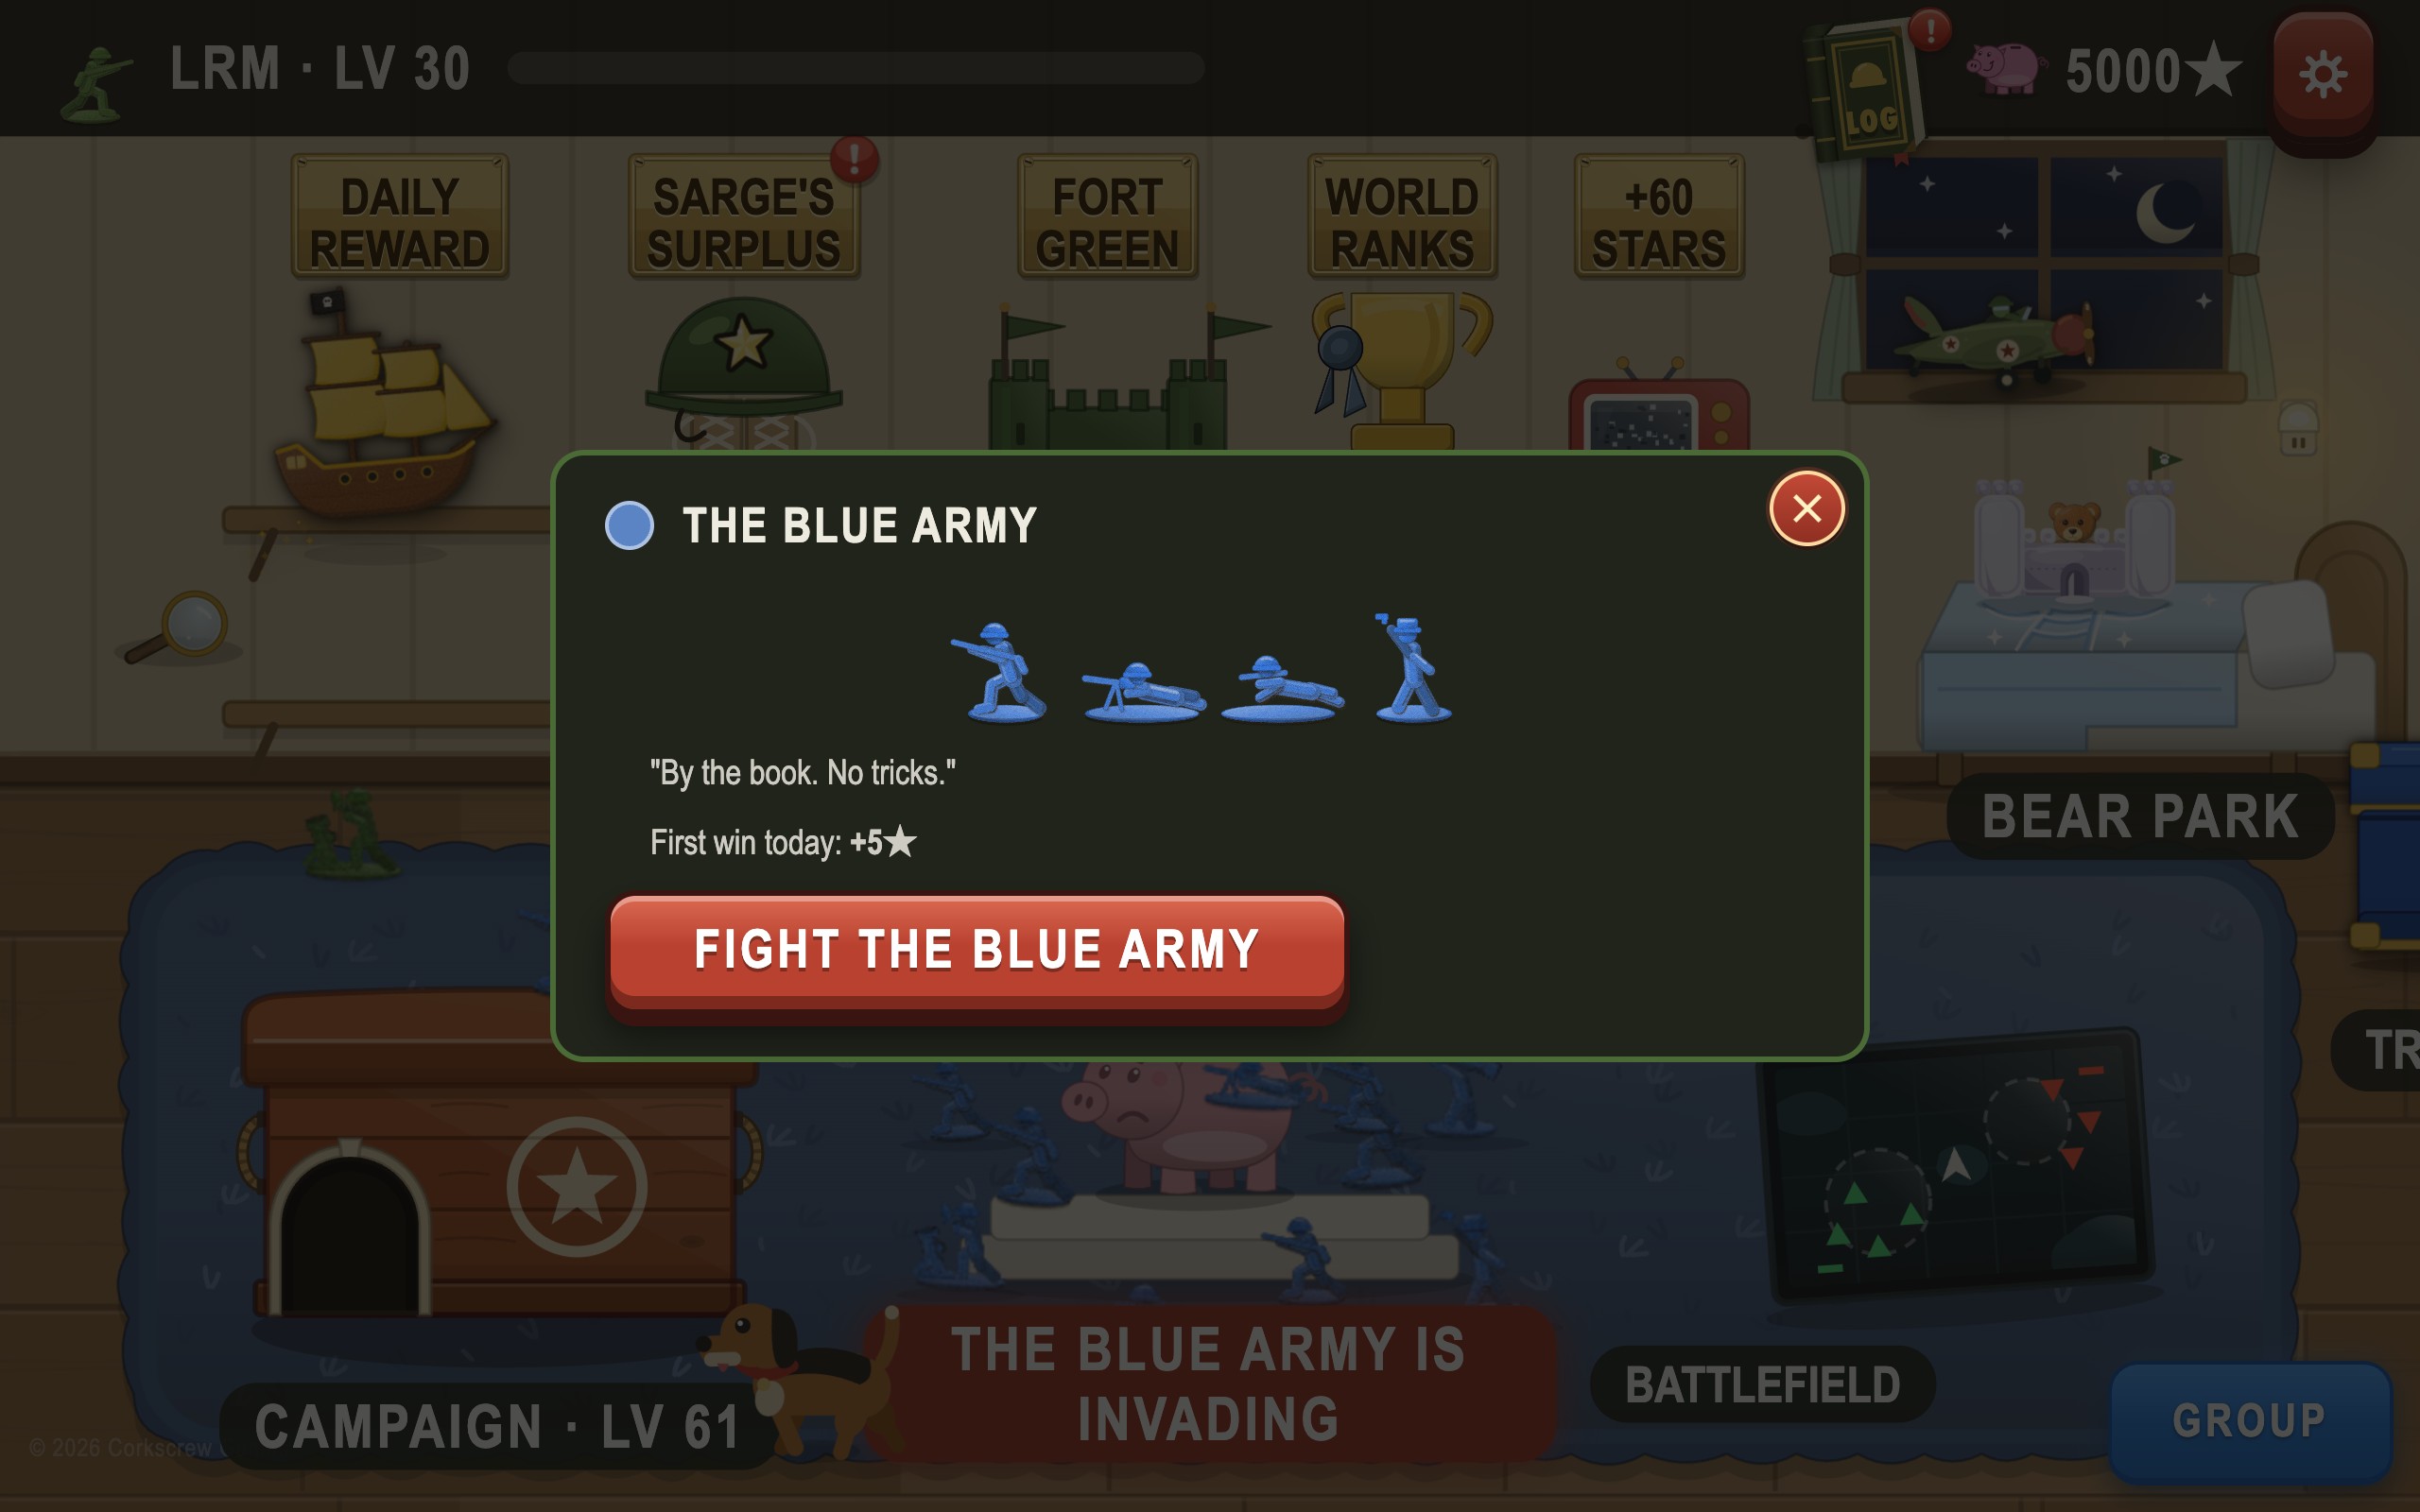 LRM · LV 30
LOG
!
5000★
DAILY
REWARD
SARGE'S
SURPLUS
!
FORT
GREEN
WORLD
RANKS
+60
STARS
THE BLUE ARMY
"By the book. No tricks."
First win today: +5★
FIGHT THE BLUE ARMY
BEAR PARK
TR
THE BLUE ARMY IS
INVADING
BATTLEFIELD
CAMPAIGN · LV 61
GROUP
© 2026 Corkscrew